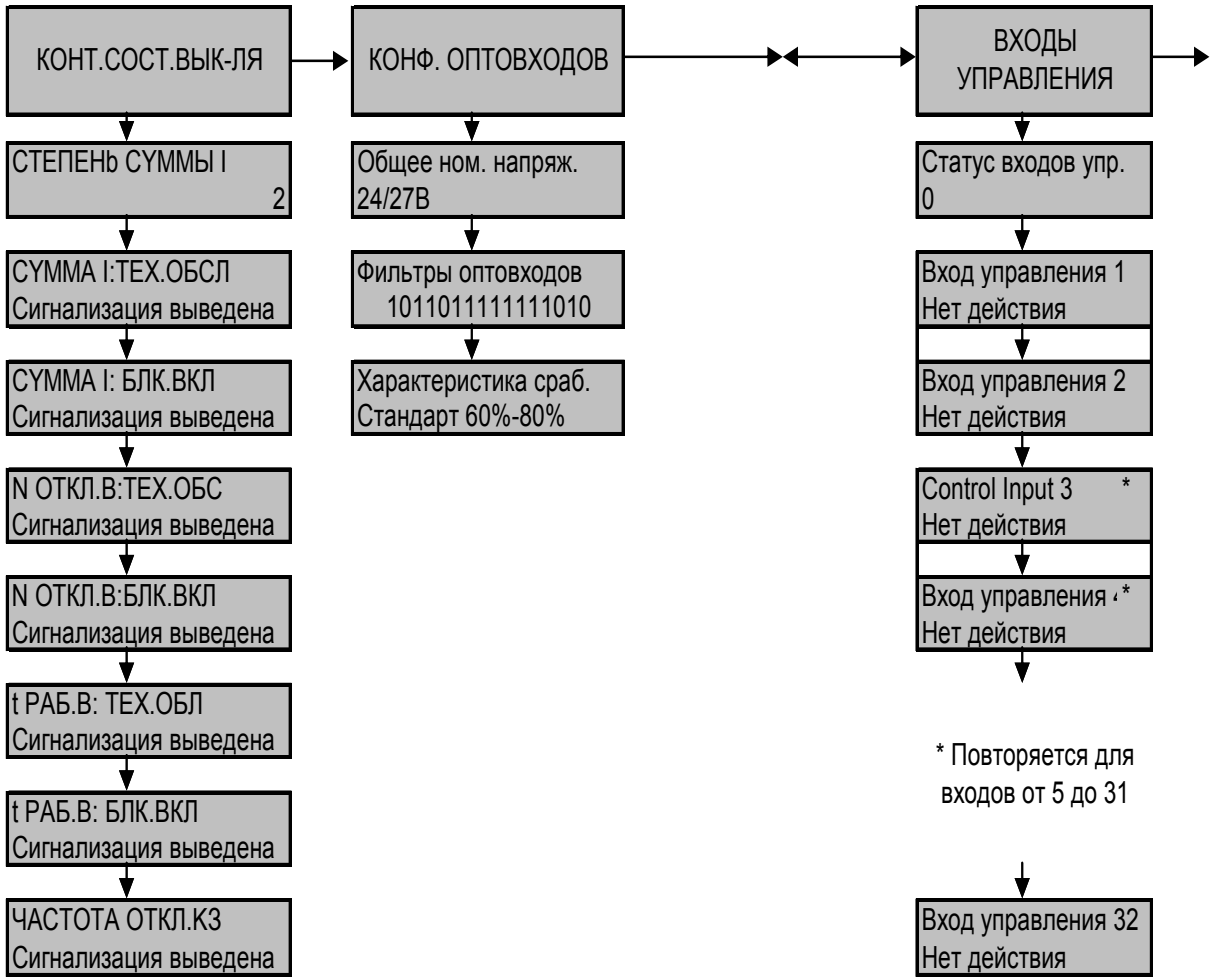 КОНТ.СОСТ.ВЫК-ЛЯ
СТЕПЕНЬ СУММЫ I
2
СУММА I:ТЕХ.ОБСЛ
Сигнализация выведена
СУММА I: БЛК.ВКЛ
Сигнализация выведена
N ОТКЛ.В:ТЕХ.ОБС
Сигнализация выведена
N ОТКЛ.В:БЛК.ВКЛ
Сигнализация выведена
t РАБ.В: ТЕХ.ОБЛ
Сигнализация выведена
t РАБ.В: БЛК.ВКЛ
Сигнализация выведена
ЧАСТОТА ОТКЛ.КЗ
Сигнализация выведена
КОНФ. ОПТОВХОДОВ
Общее ном. напряж.
24/27В
Фильтры оптовходов
1011011111111010
Характеристика сраб.
Стандарт 60%-80%
ВХОДЫ
УПРАВЛЕНИЯ
Статус входов упр.
0
Вход управления 1
Нет действия
Вход управления 2
Нет действия
Control Input 3 *
Нет действия
Вход управления *
Нет действия
* Повторяется для
входов от 5 до 31
Вход управления 32
Нет действия